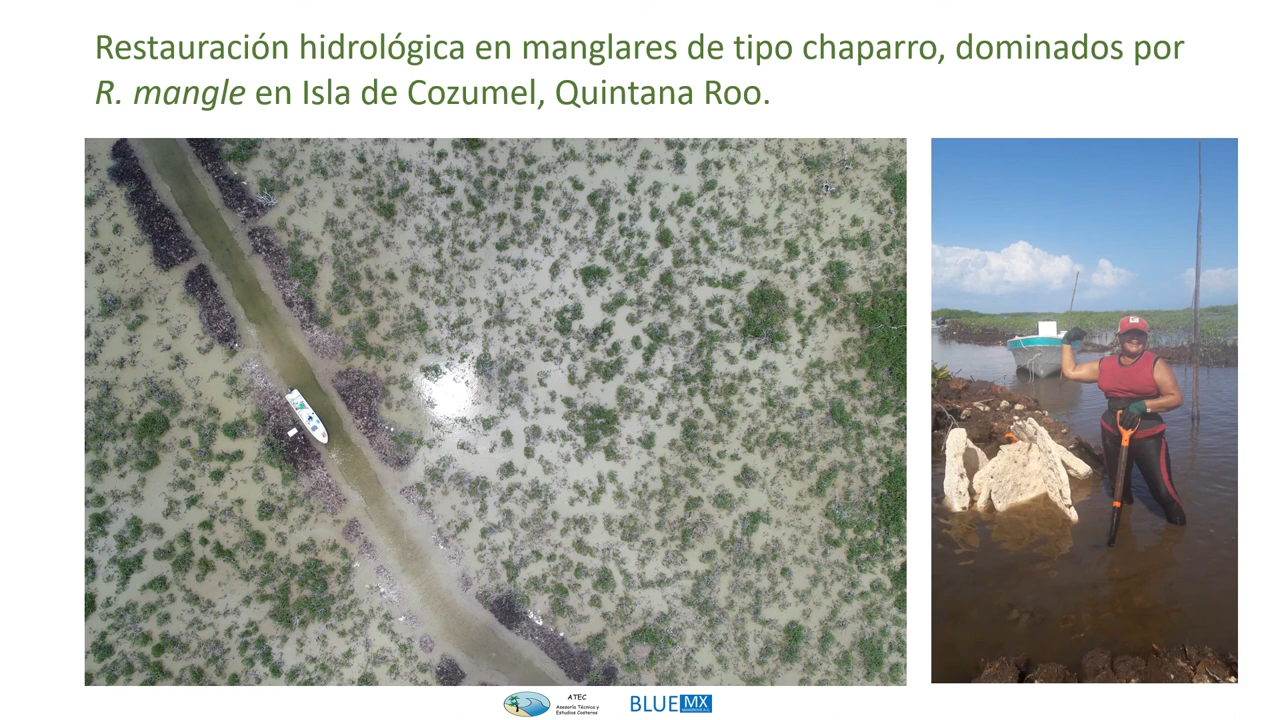 Restauración hidrológica en manglares de tipo chaparro, dominados por
R. mangle en Isla de Cozumel, Quintana Roo.
ATEC
Asesoría Técnica y
Estudios Costeros
BLUE MX